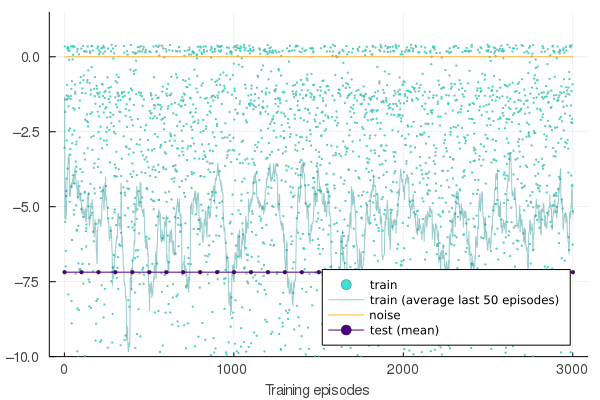 0.0
−2.5
−5.0
−7.5
−10.0
0 1000 2000 3000
Training episodes
train
train (average last 50 episodes)
noise
test (mean)